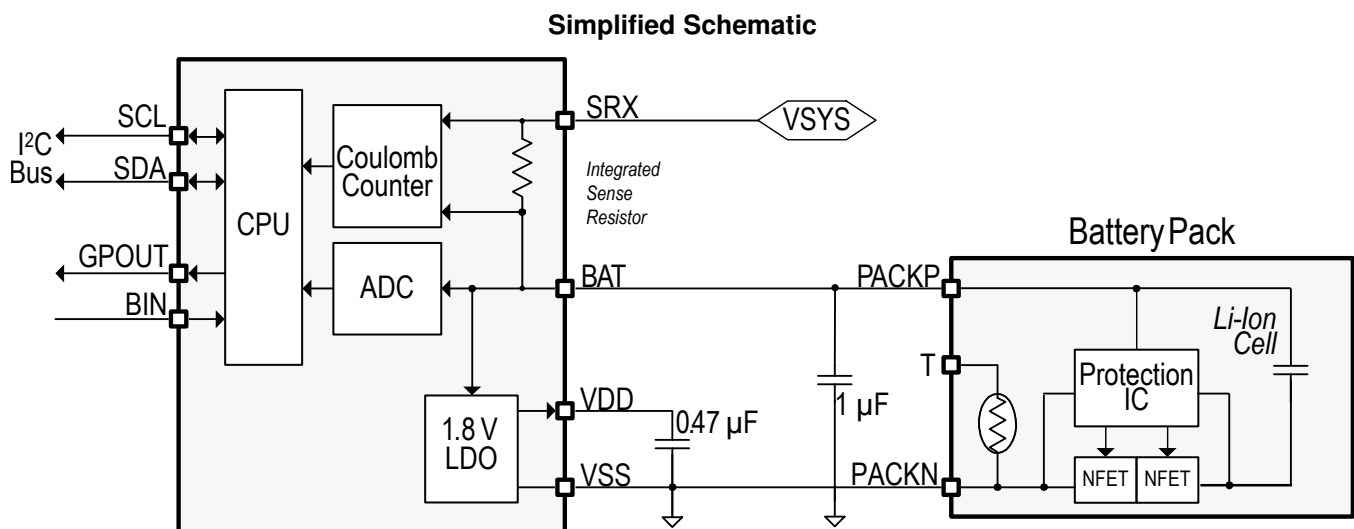 Simplified Schematic
SCL
I²C
Bus
SDA
GPOUT
BIN
CPU
Coulomb
Counter
ADC
1.8 V
LDO
SRX
VSYS
Integrated
Sense
Resistor
BAT
VDD
0.47 µF
VSS
1 µF
Battery Pack
PACKP
T
PACKN
Li-Ion
Cell
Protection
IC
NFET
NFET